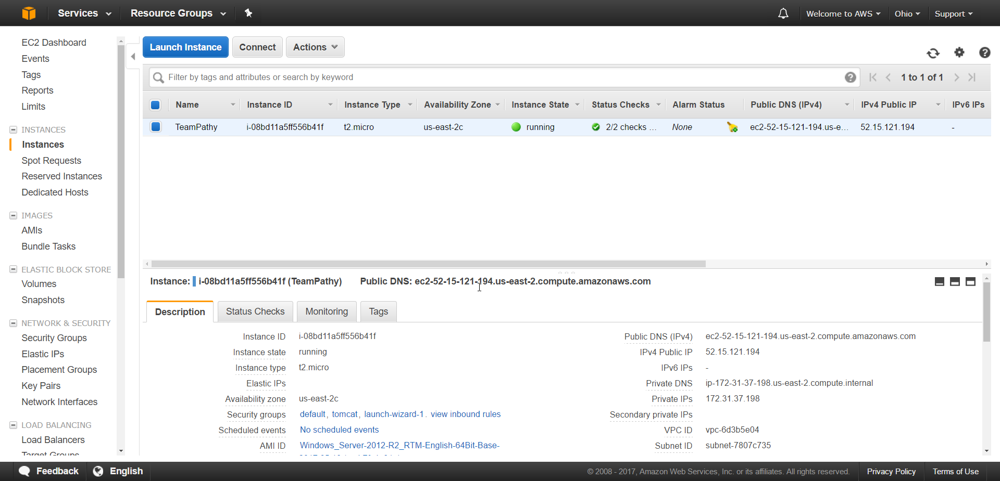 Services Resource Groups Welcome to AWS Ohio Support
EC2 Dashboard
Events
Tags
Reports
Limits
INSTANCES
Instances
Spot Requests
Reserved Instances
Dedicated Hosts
IMAGES
AMIs
Bundle Tasks
ELASTIC BLOCK STORE
Volumes
Snapshots
NETWORK & SECURITY
Security Groups
Elastic IPs
Placement Groups
Key Pairs
Network Interfaces
LOAD BALANCING
Load Balancers
Target Groups
Launch Instance Connect Actions
Filter by tags and attributes or search by keyword 1 to 1 of 1
Name Instance ID Instance Type Availability Zone Instance State Status Checks Alarm Status Public DNS (IPv4) IPv4 Public IP IPv6 IPs
TeamPathy i-08bd11a5ff556b41f t2.micro us-east-2c running 2/2 checks ... None ec2-52-15-121-194.us-e... 52.15.121.194 -
Instance: i-08bd11a5ff556b41f (TeamPathy) Public DNS: ec2-52-15-121-194.us-east-2.compute.amazonaws.com
Description Status Checks Monitoring Tags
Instance ID i-08bd11a5ff556b41f Public DNS (IPv4) ec2-52-15-121-194.us-east-2.compute.amazonaws.com
Instance state running IPv4 Public IP 52.15.121.194
Instance type t2.micro IPv6 IPs -
Elastic IPs Private DNS ip-172-31-37-198.us-east-2.compute.internal
Availability zone us-east-2c Private IPs 172.31.37.198
Security groups default, tomcat, launch-wizard-1. view inbound rules Secondary private IPs
Scheduled events No scheduled events VPC ID vpc-6d3b5e04
AMI ID Windows_Server-2012-R2_RTM-English-64Bit-Base- Subnet ID subnet-7807c735
Feedback English © 2008 - 2017, Amazon Web Services, Inc. or its affiliates. All rights reserved. Privacy Policy Terms of Use